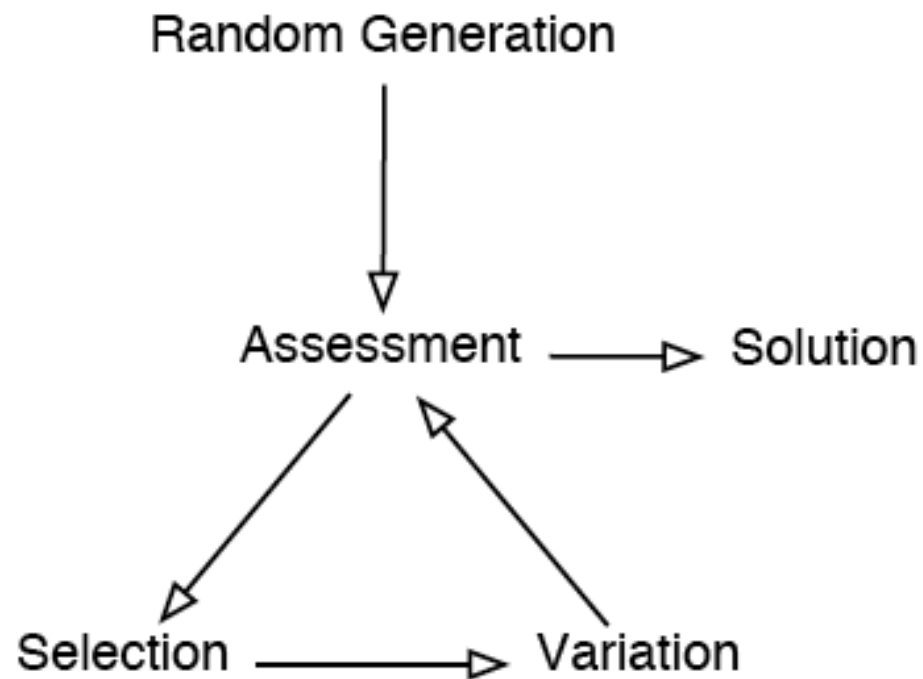 Random Generation
Assessment
Solution
Selection
Variation